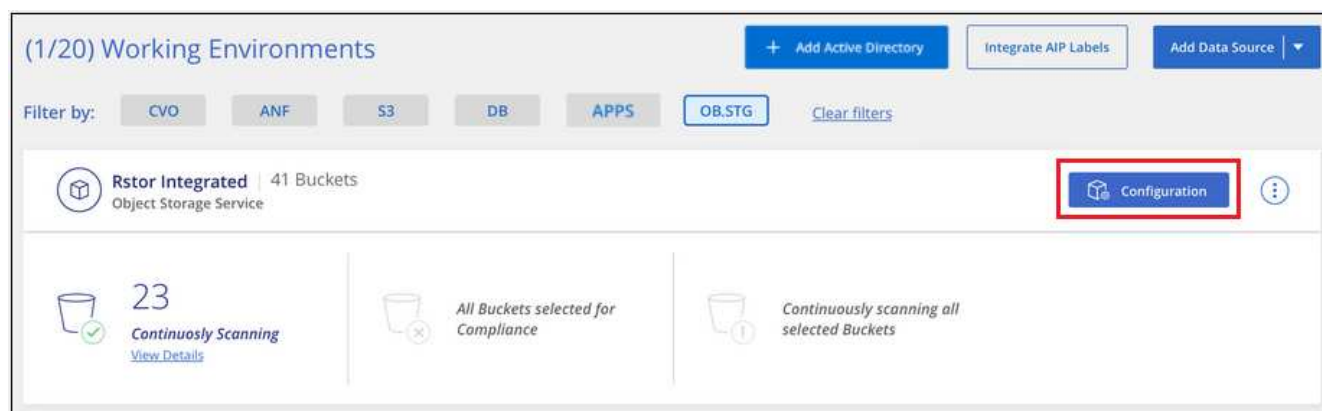 (1/20) Working Environments
+ Add Active Directory
Integrate AIP Labels
Add Data Source
Filter by: CVO ANF S3 DB APPS OB.STG Clear filters
Rstor Integrated | 41 Buckets
Object Storage Service
Configuration
23
Continuosly Scanning
View Details
All Buckets selected for
Compliance
Continuously scanning all
selected Buckets